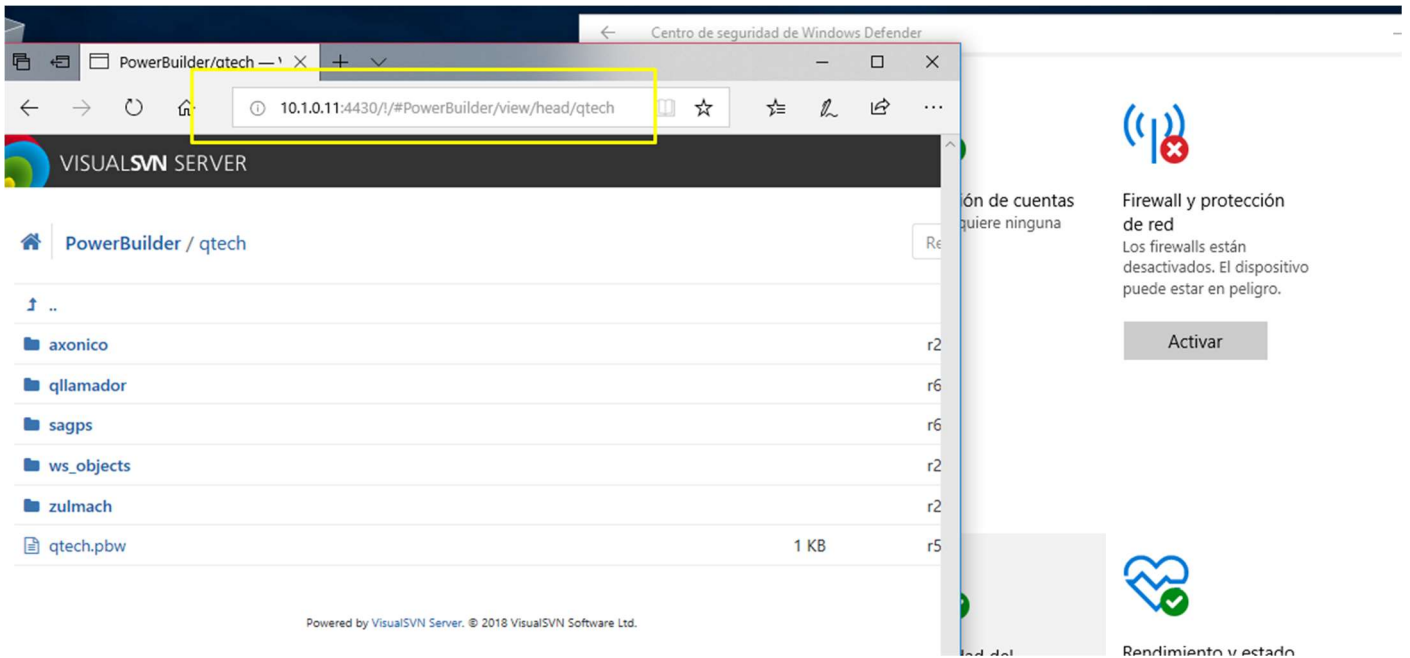 Centro de seguridad de Windows Defender
PowerBuilder/qtech —
10.1.0.11:4430/!/#PowerBuilder/view/head/qtech
VISUALSVN SERVER
PowerBuilder / qtech
Re
..
axonico
r2
qllamador
r6
sagps
r6
ws_objects
r2
zulmach
r2
qtech.pbw 1 KB r5
Powered by VisualSVN Server. © 2018 VisualSVN Software Ltd.
ión de cuentas
quiere ninguna
Firewall y protección
de red
Los firewalls están
desactivados. El dispositivo
puede estar en peligro.
Activar
Rendimiento y estado